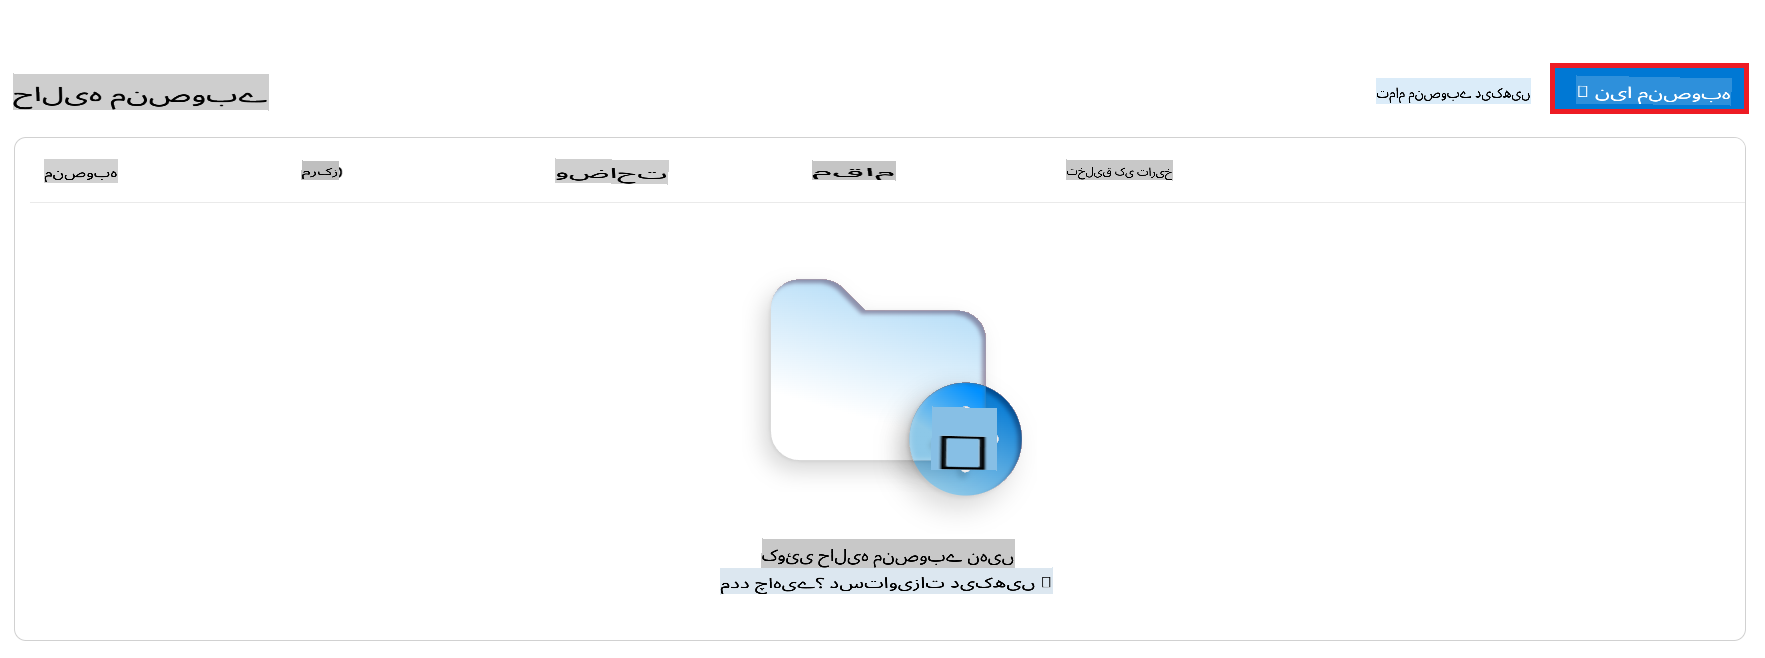 حالیہ منصوبے
تمام منصوبے دیکھیں
نیا منصوبہ
منصوبہ مرکز) وضاحت مقام تخلیق کی تاریخ
کوئی حالیہ منصوبے نہیں
مدد چاہیے؟ دستاویزات دیکھیں